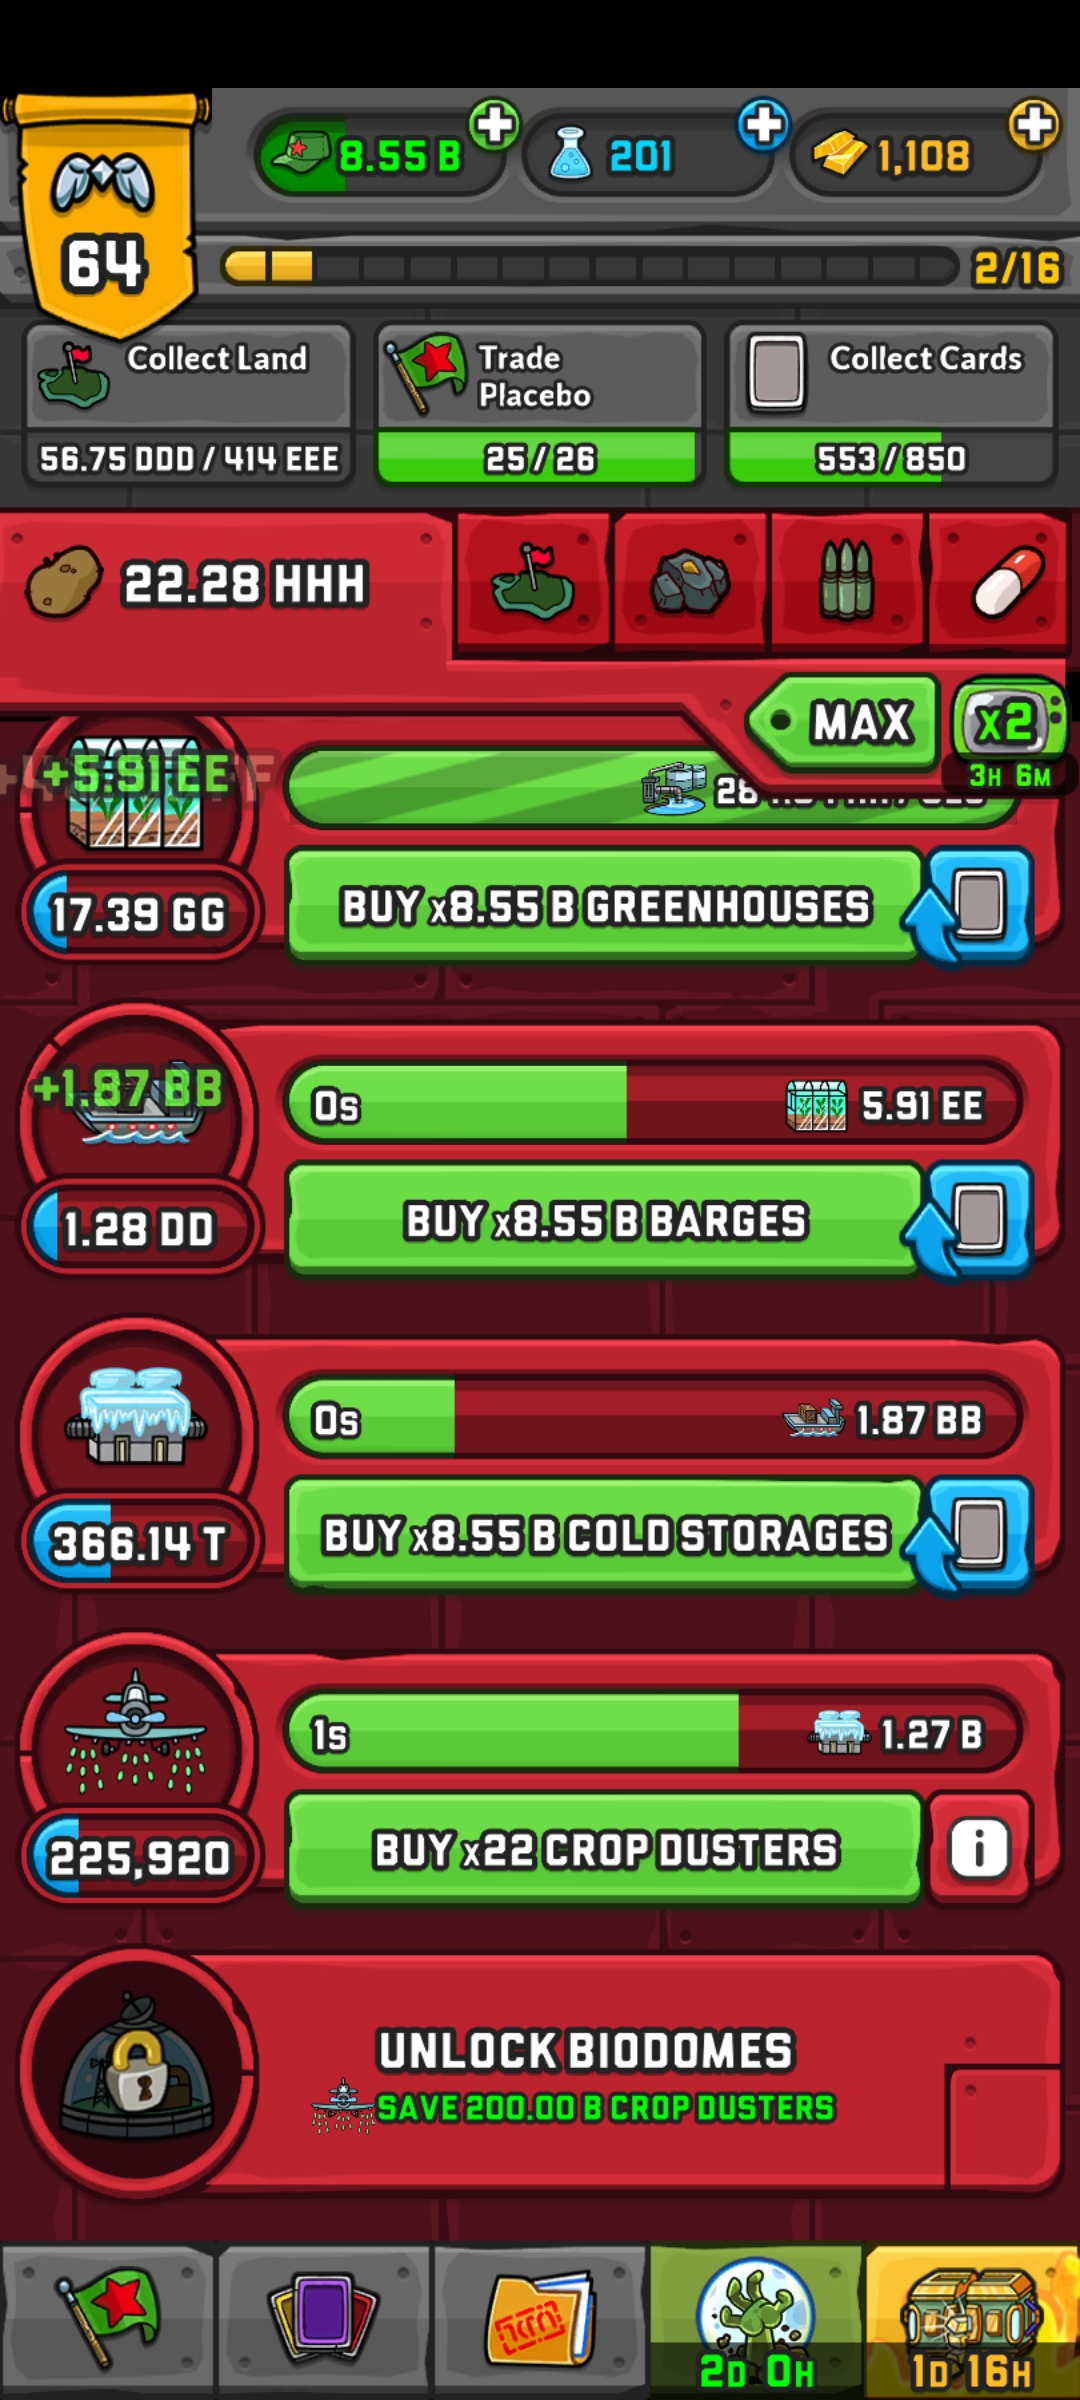 8.55 B
201
1,108
64
2/16
Collect Land
56.75 DDD / 414 EEE
Trade
Placebo
25 / 26
Collect Cards
553 / 850
22.28 HHH
MAX
x2
3H 6M
+5.91 EE
17.39 GG
BUY x8.55 B GREENHOUSES
+1.87 BB
0s
5.91 EE
1.28 DD
BUY x8.55 B BARGES
0s
1.87 BB
366.14 T
BUY x8.55 B COLD STORAGES
1s
1.27 B
225,920
BUY x22 CROP DUSTERS
i
UNLOCK BIODOMES
SAVE 200.00 B CROP DUSTERS
2D 0H
1D 16H